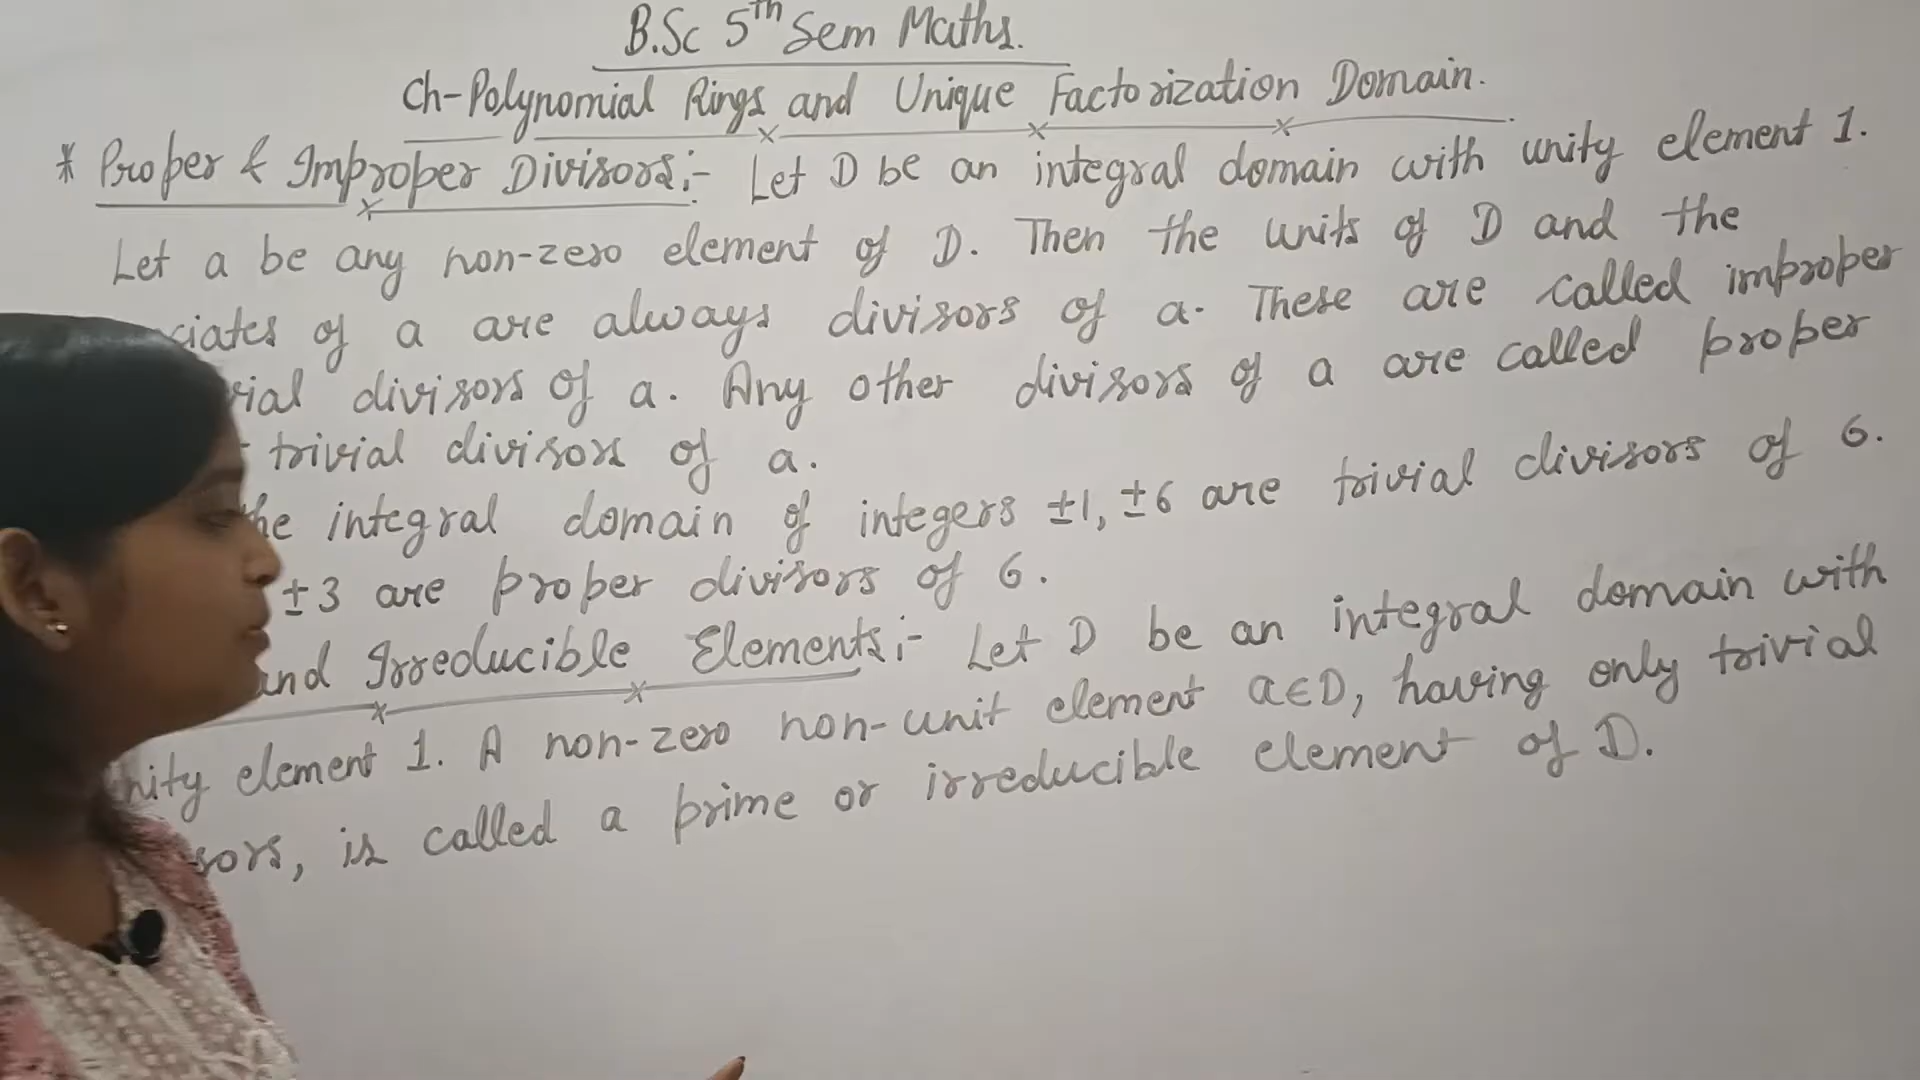 B.Sc 5th Sem Maths.
Ch-Polynomial Rings and Unique Factorization Domain.
* Proper & Improper Divisors:- Let D be an integral domain with unity element 1.
Let a be any non-zero element of D. Then the units of D and the
ciates of a are always divisors of a. These are called improper
divisors of a. Any other divisors of a are called proper
trivial divisors of a.
he integral domain of integers ±1, ±6 are trivial divisors of 6.
±3 are proper divisors of 6.
and Irreducible Elements:- Let D be an integral domain with
nity element 1. A non-zero non-unit element a∈D, having only trivial
sors, is called a prime or irreducible element of D.